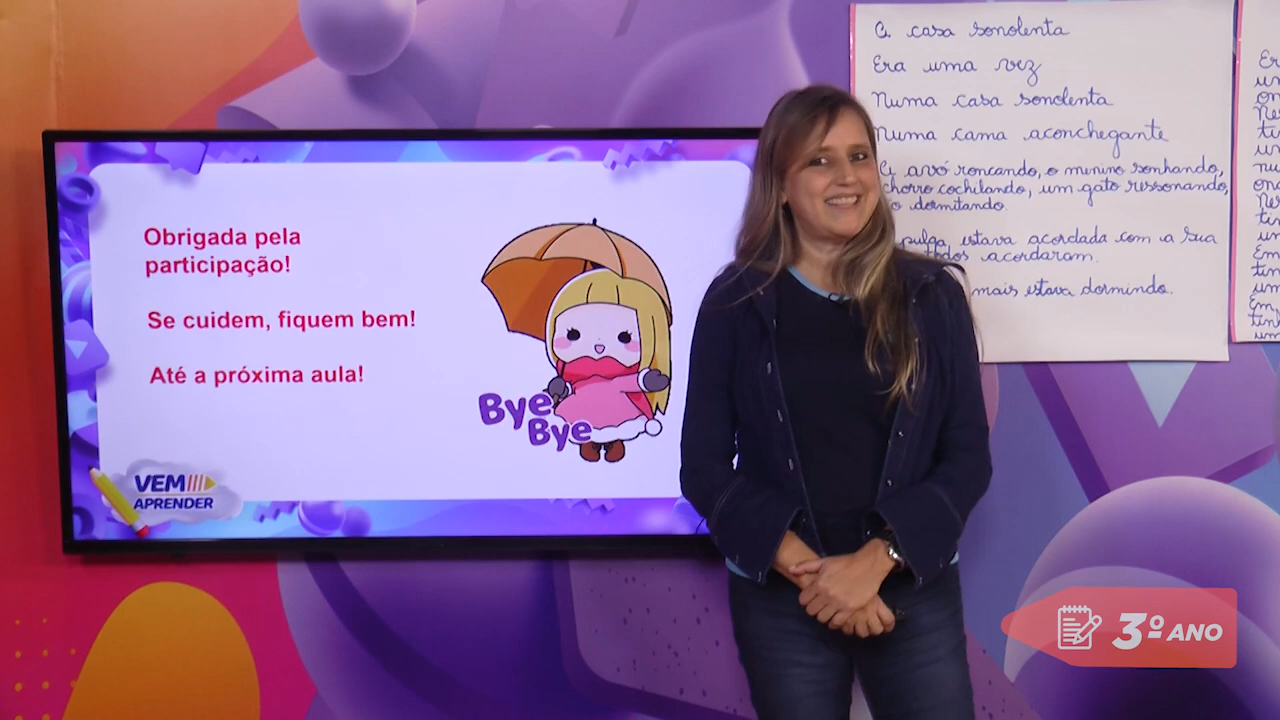 A casa sonolenta
Era uma vez
Numa casa sonolenta
Numa cama aconchegante
A avó roncando, o menino sonhando,
chorro cochilando, um gato ressonando,
dormitando.
pulga estava acordada com a sua
todos acordaram.
mais estava dormindo.
Obrigada pela
participação!
Se cuidem, fiquem bem!
Até a próxima aula!
Bye
Bye
VEM
APRENDER
3º ANO